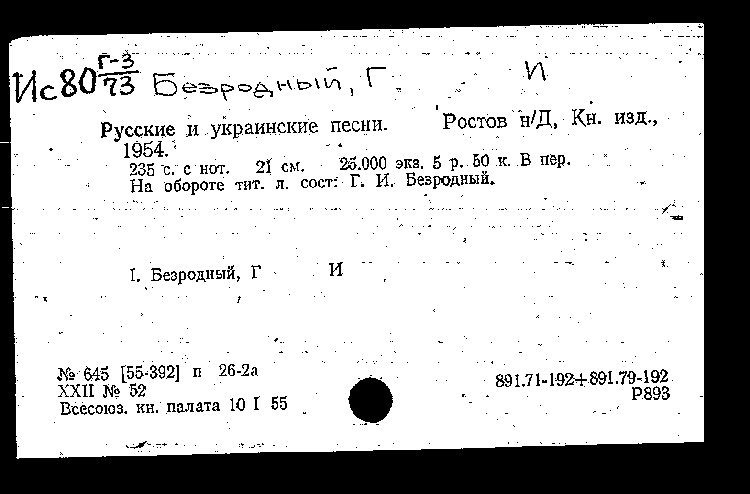 Ис80 Г-3/73 Безродный, Г. И
Русские и украинские песни. Ростов н/Д, Кн. изд.,
1954.
235 с. с нот. 21 см. 25.000 экз. 5 р. 50 к. В пер.
На обороте тит. л. сост: Г. И. Безродный.
I. Безродный, Г И
№ 645 [55-392] п 26-2а
XXII № 52
Всесоюз. кн. палата 10 I 55
891.71-192+891.79-192
Р893